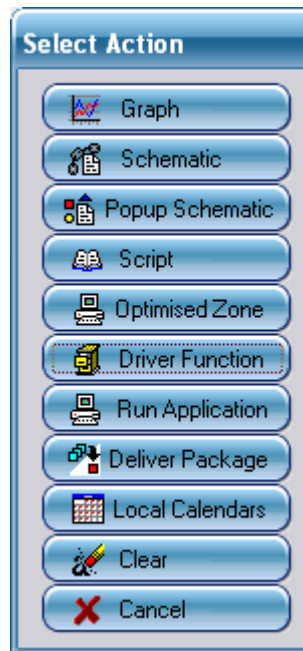 Select Action
Graph
Schematic
Popup Schematic
Script
Optimised Zone
Driver Function
Run Application
Deliver Package
Local Calendars
Clear
Cancel